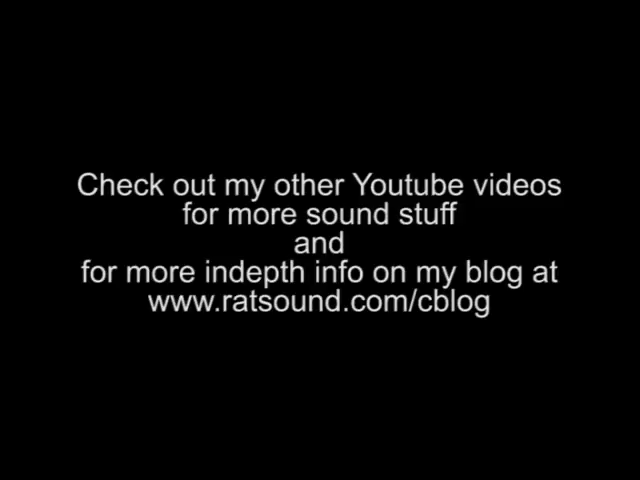 Check out my other Youtube videos
for more sound stuff
and
for more indepth info on my blog at
www.ratsound.com/cblog